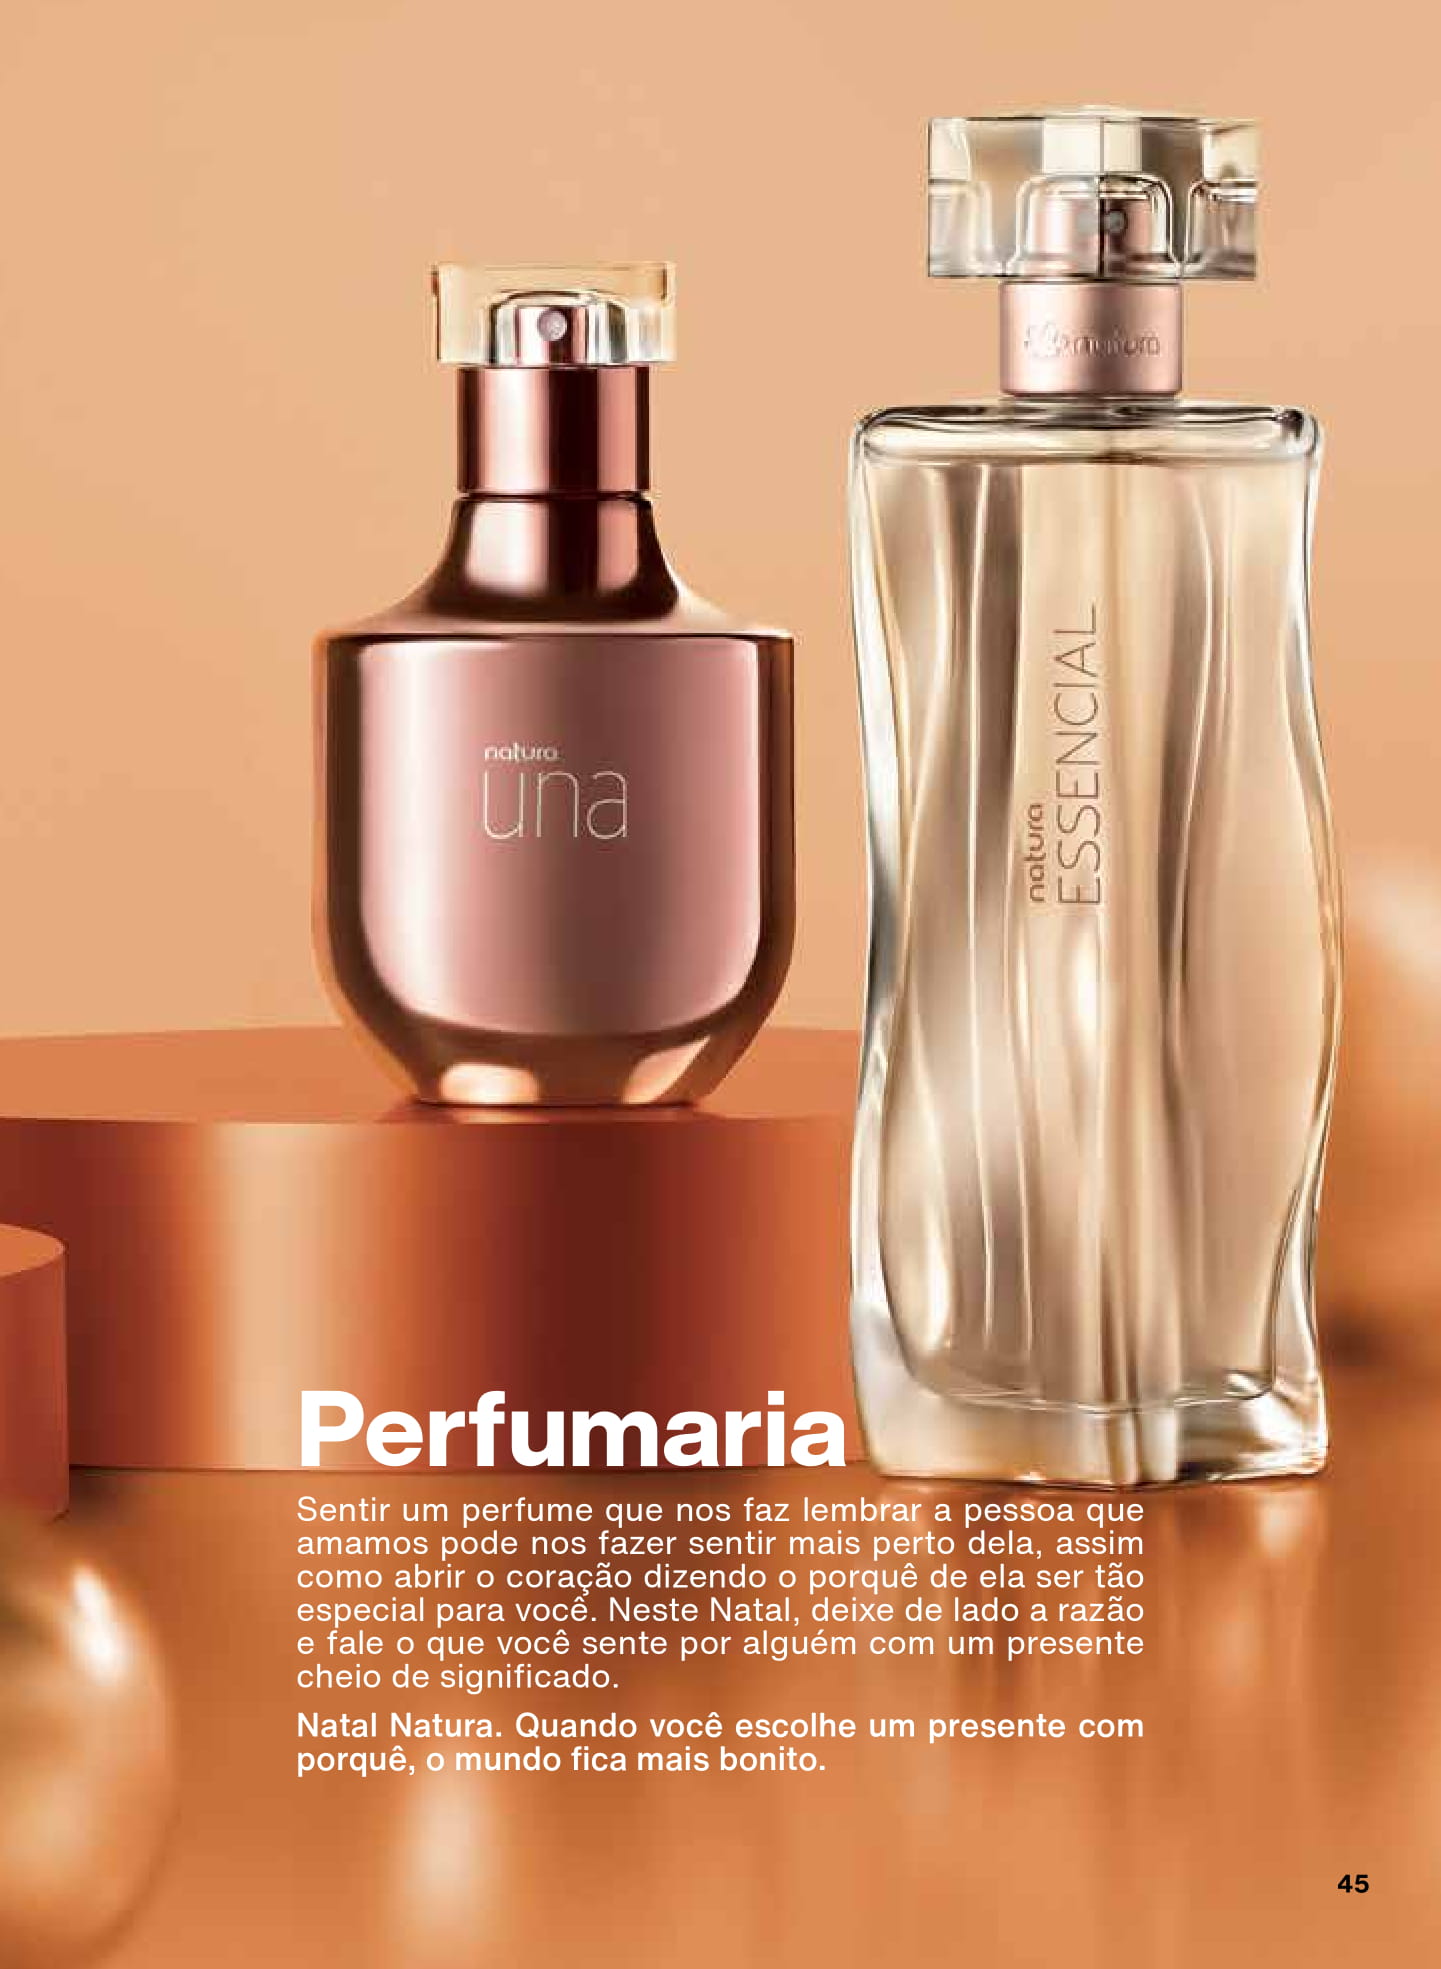 natura
natura
una
natura
ESSENCIAL
Perfumaria
Sentir um perfume que nos faz lembrar a pessoa que
amamos pode nos fazer sentir mais perto dela, assim
como abrir o coração dizendo o porquê de ela ser tão
especial para você. Neste Natal, deixe de lado a razão
e fale o que você sente por alguém com um presente
cheio de significado.
Natal Natura. Quando você escolhe um presente com
porquê, o mundo fica mais bonito.
45